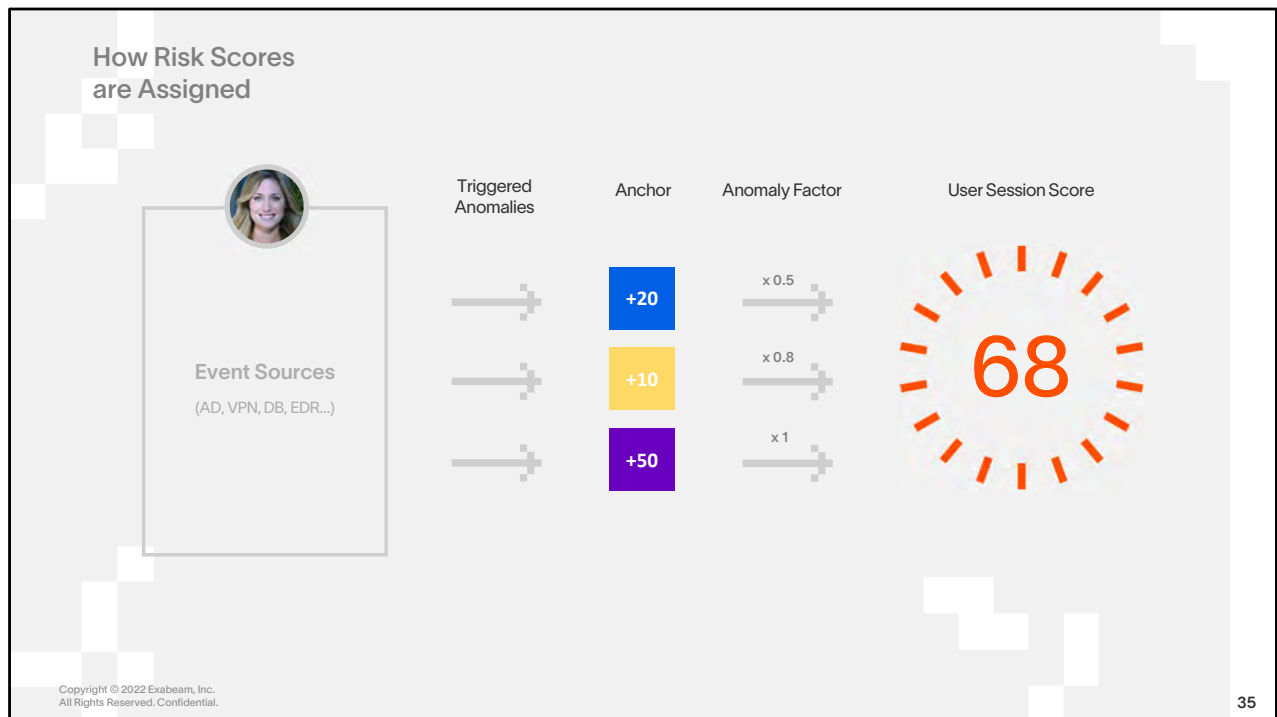 How Risk Scores
are Assigned
Triggered
Anomalies
Anchor
Anomaly Factor
User Session Score
Event Sources
(AD, VPN, DB, EDR...)
+20
x 0.5
+10
x 0.8
+50
x 1
68
Copyright © 2022 Exabeam, Inc.
All Rights Reserved. Confidential.
35